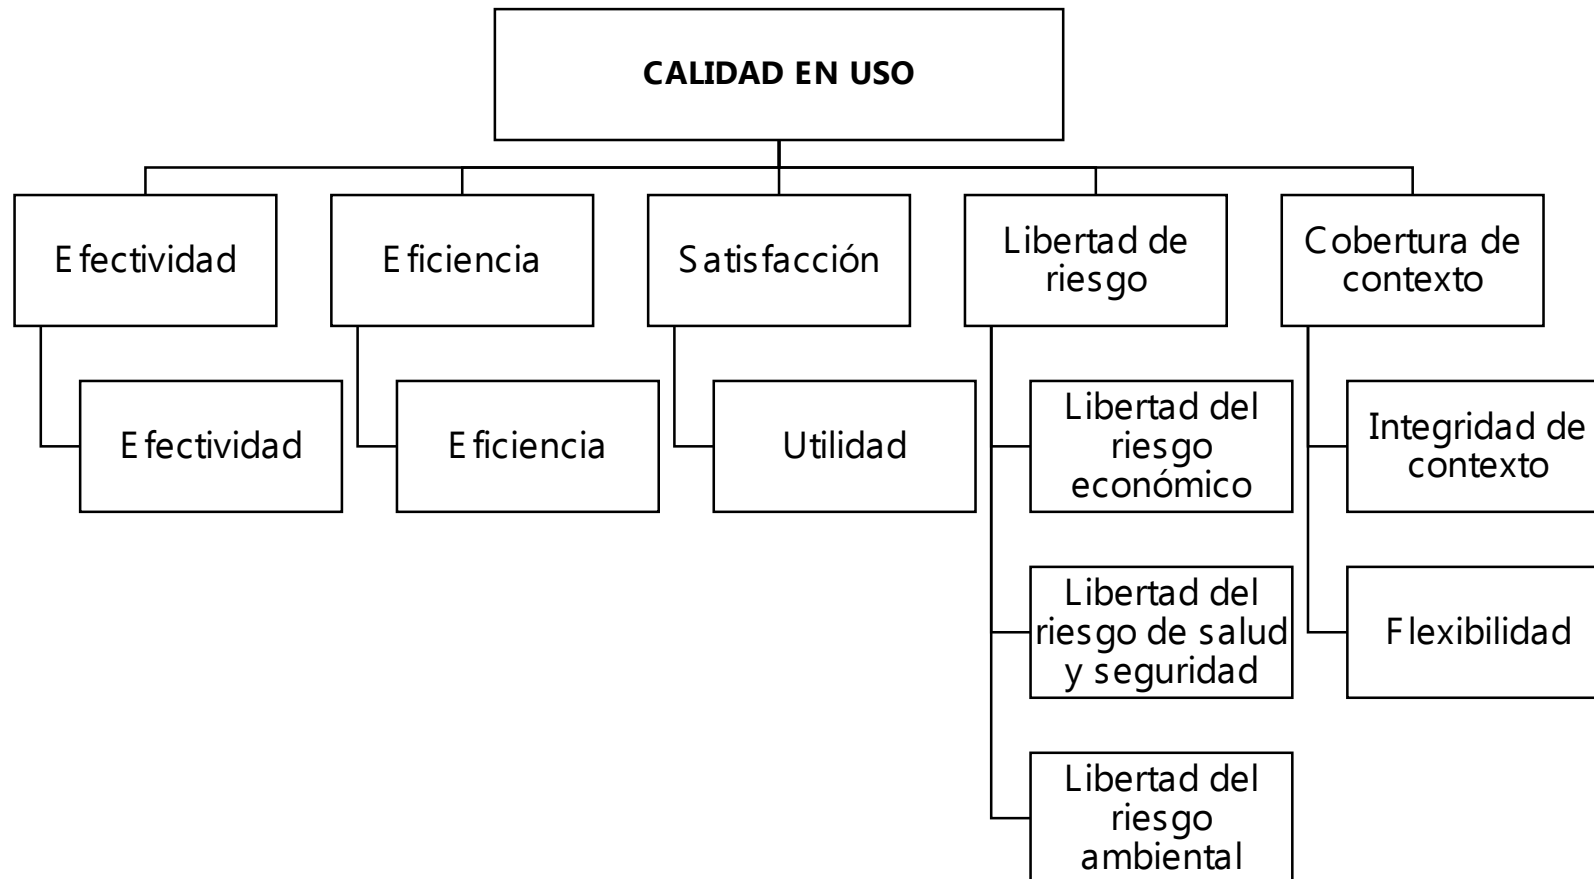 CALIDAD EN USO
Efectividad
Eficiencia
Satisfacción
Libertad de
riesgo
Cobertura de
contexto
Efectividad
Eficiencia
Utilidad
Libertad del
riesgo
económico
Integridad de
contexto
Libertad del
riesgo de salud
y seguridad
Flexibilidad
Libertad del
riesgo
ambiental